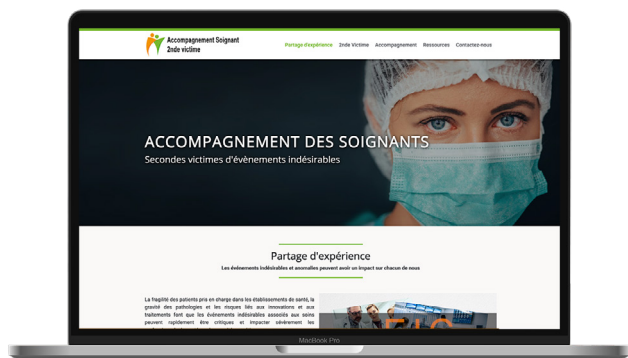 Accompagnement Soignant
2nde victime
Partage d'expérience 2nde Victime Accompagnement Ressources Contactez-nous
ACCOMPAGNEMENT DES SOIGNANTS
Secondes victimes d'évènements indésirables
Partage d'expérience
Les événements indésirables et anomalies peuvent avoir un impact sur chacun de nous
La fragilité des patients pris en charge dans les établissements de santé, la
gravité des pathologies et les risques liés aux innovations et aux
traitements font que les événements indésirables associés aux soins
peuvent rapidement être critiques et impacter sévèrement les
MacBook Pro